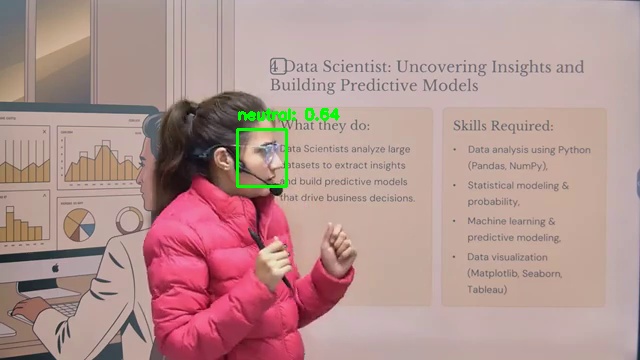 4 Data Scientist: Uncovering Insights and
Building Predictive Models
neutral: 0.64
What they do:
Data Scientists analyze large
datasets to extract insights
and build predictive models
that drive business decisions.
Skills Required:
• Data analysis using Python
(Pandas, NumPy),
• Statistical modeling &
probability,
• Machine learning &
predictive modeling,
• Data visualization
(Matplotlib, Seaborn,
Tableau)